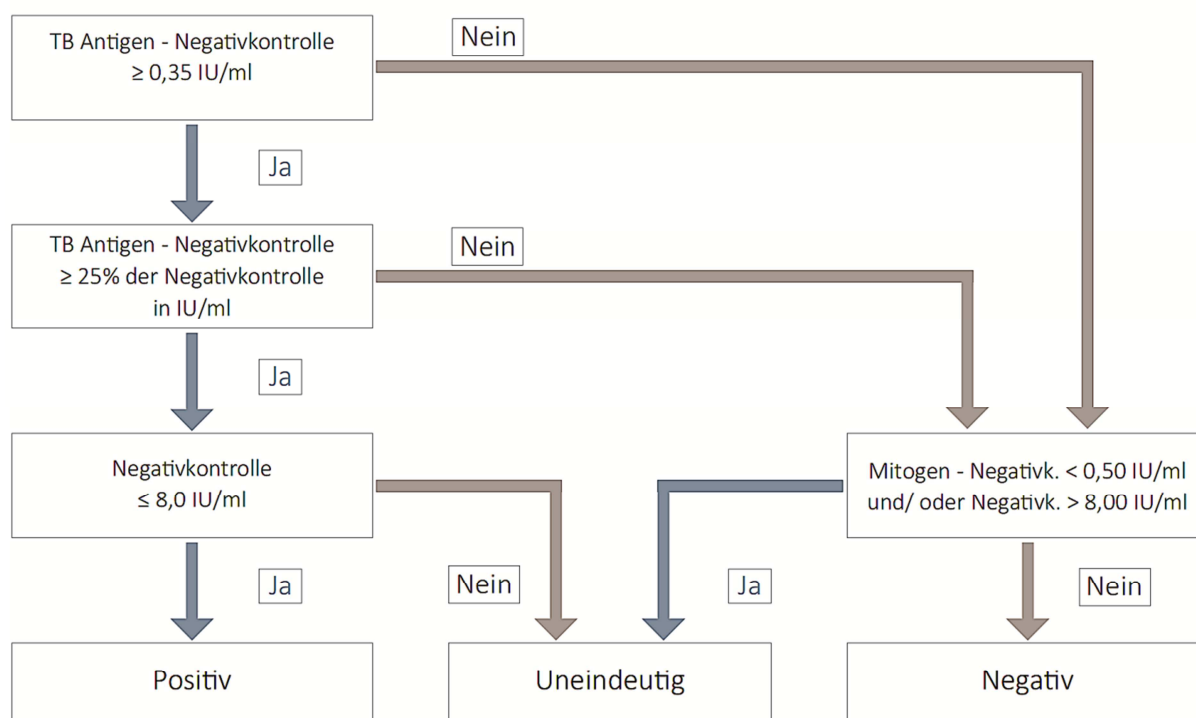 TB Antigen - Negativkontrolle
≥ 0,35 IU/ml
Nein
Ja
TB Antigen - Negativkontrolle
≥ 25% der Negativkontrolle
in IU/ml
Nein
Ja
Negativkontrolle
≤ 8,0 IU/ml
Mitogen - Negativk. < 0,50 IU/ml
und/ oder Negativk. > 8,00 IU/ml
Ja
Nein
Ja
Nein
Positiv
Uneindeutig
Negativ